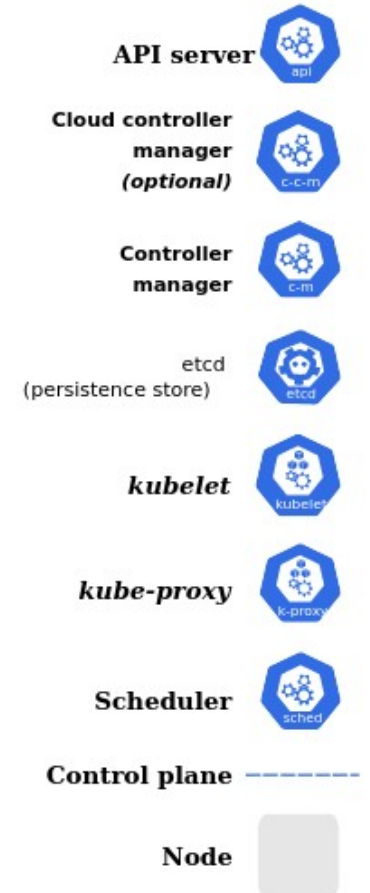 API server
api
Cloud controller
manager
(optional)
c-c-m
Controller
manager
c-m
etcd
(persistence store)
etcd
kubelet
kubelet
kube-proxy
k-proxy
Scheduler
sched
Control plane
Node